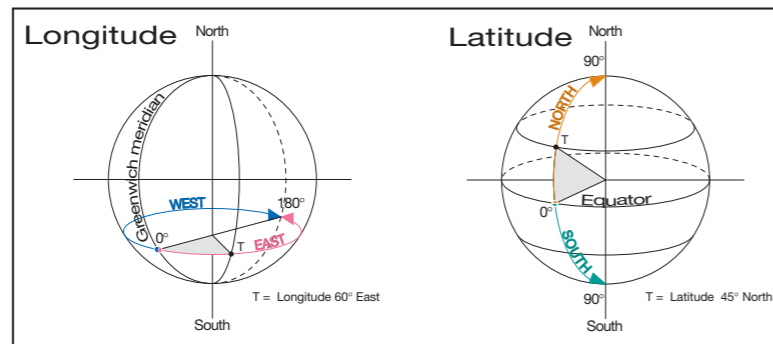 Longitude
North
Greenwich meridian
WEST
180°
0°
EAST
T
T = Longitude 60° East
South
Latitude
North
90°
NORTH
T
0°
Equator
SOUTH
90°
T = Latitude 45° North
South